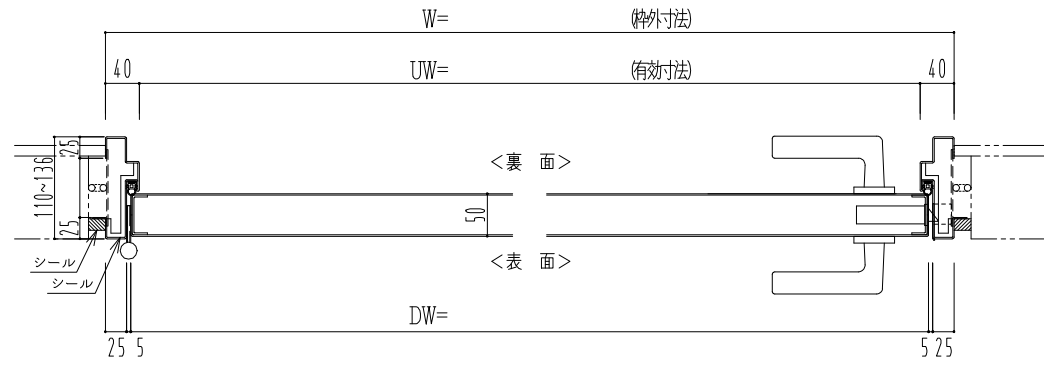 W= (枠外寸法)
40 UW= (有効寸法) 40
25
110~136
25
<裏 面>
50
<表 面>
シール
シール
DW=
25 5 5 25